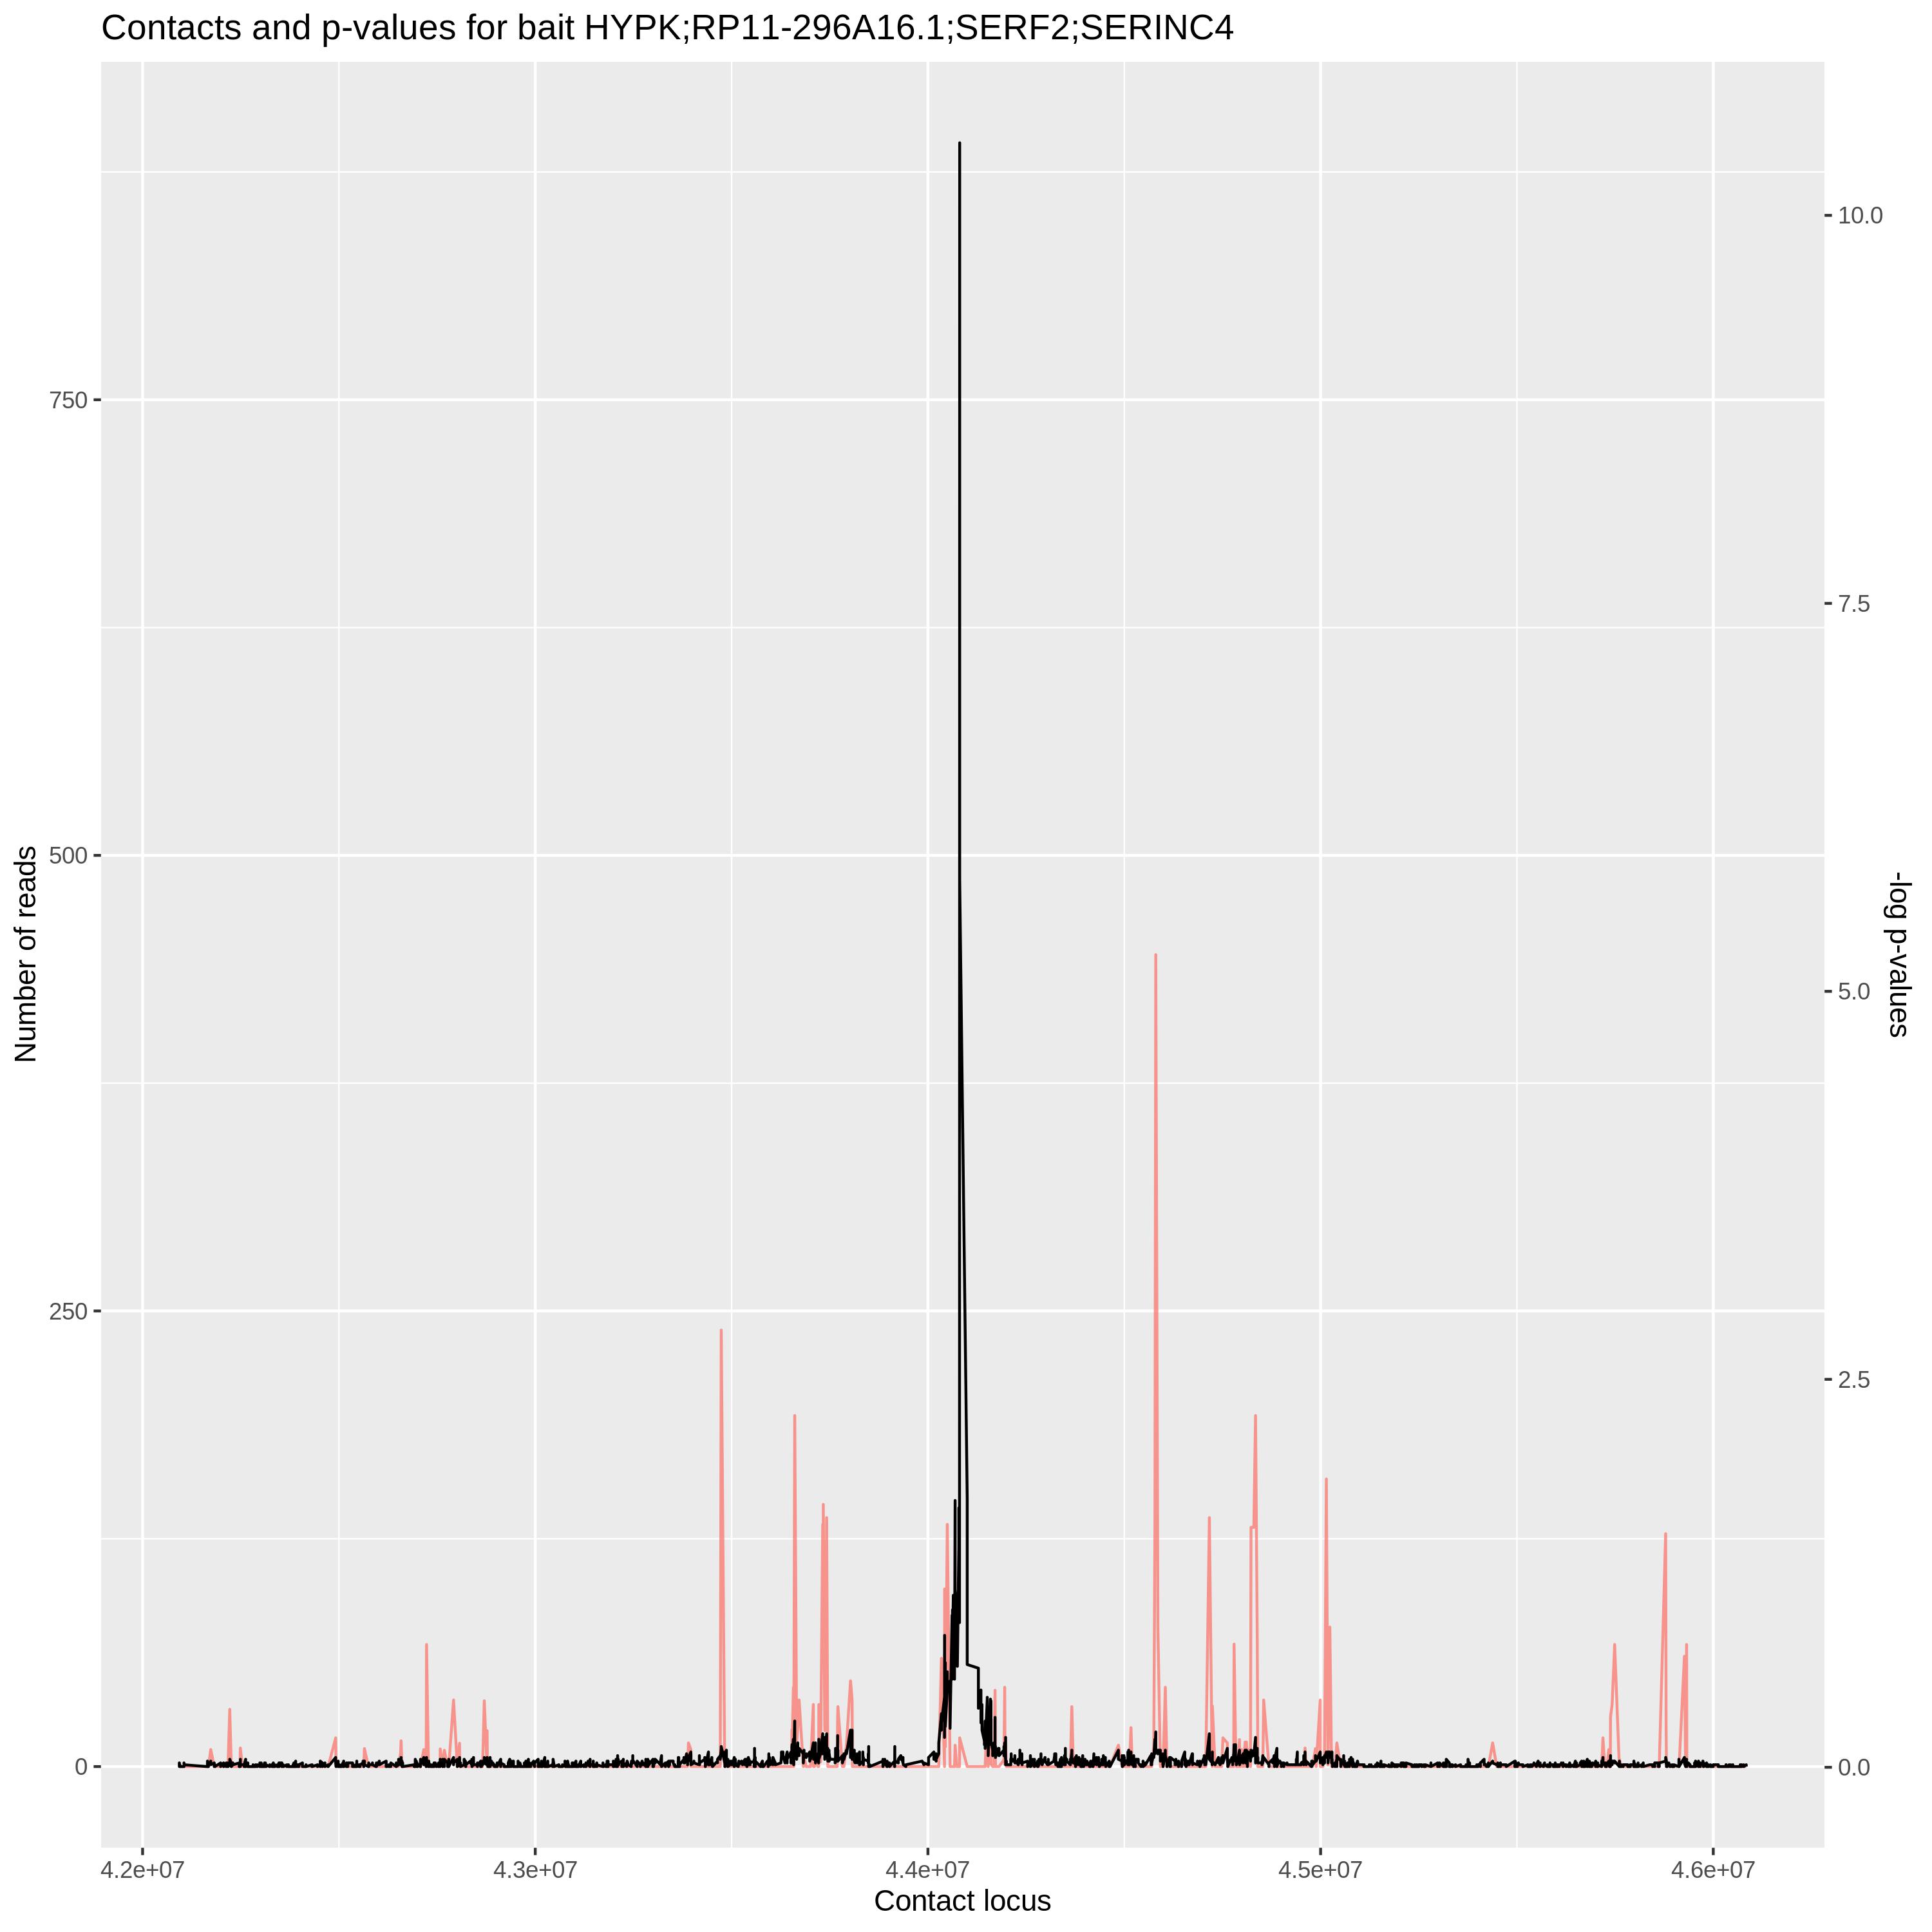 Contacts and p-values for bait HYPK;RP11-296A16.1;SERF2;SERINC4
Number of reads
750
500
250
0
10.0
7.5
5.0
2.5
0.0
-log p-values
4.2e+07 4.3e+07 4.4e+07 4.5e+07 4.6e+07
Contact locus